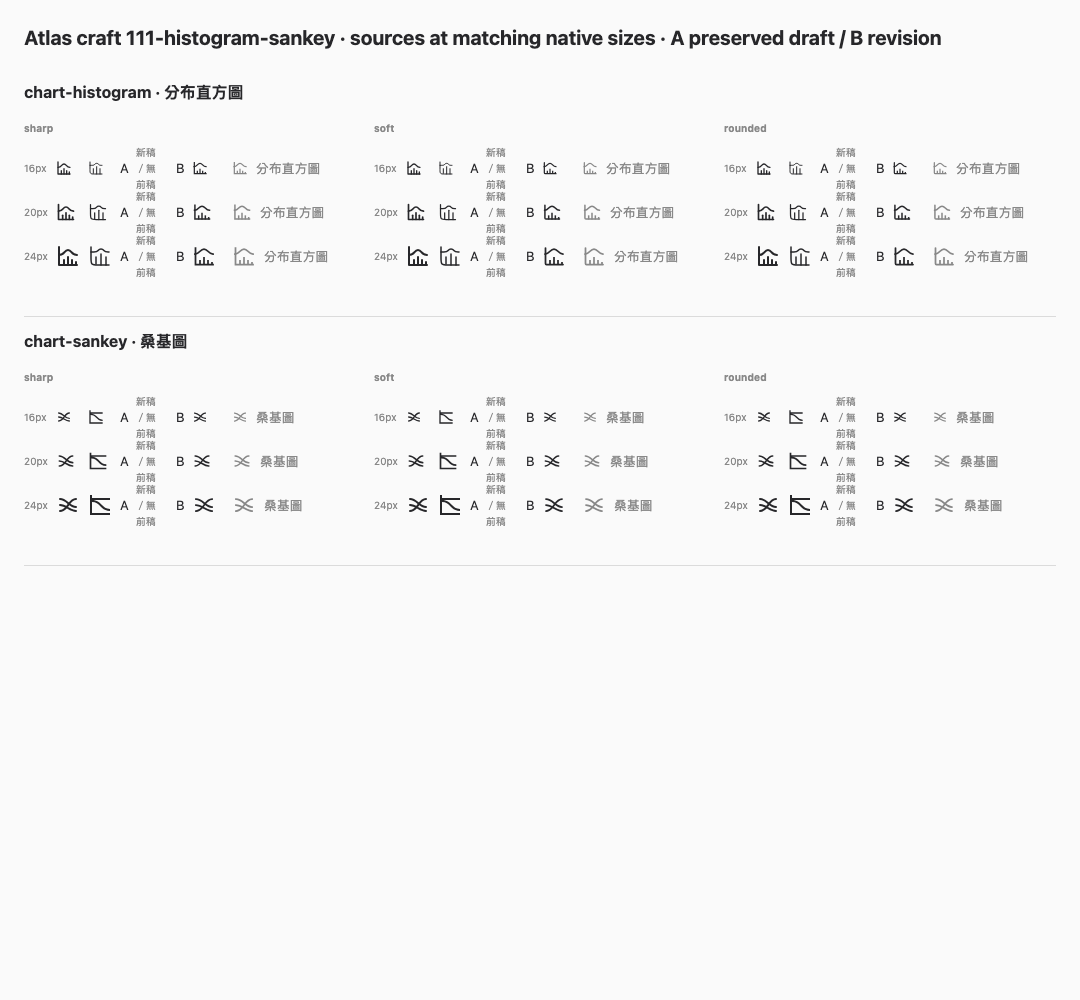 Atlas craft 111-histogram-sankey · sources at matching native sizes · A preserved draft / B revision
chart-histogram · 分布直方圖
sharp
soft
rounded
16px A 新稿 / 無前稿 B 分布直方圖
16px A 新稿 / 無前稿 B 分布直方圖
16px A 新稿 / 無前稿 B 分布直方圖
20px A 新稿 / 無前稿 B 分布直方圖
20px A 新稿 / 無前稿 B 分布直方圖
20px A 新稿 / 無前稿 B 分布直方圖
24px A 新稿 / 無前稿 B 分布直方圖
24px A 新稿 / 無前稿 B 分布直方圖
24px A 新稿 / 無前稿 B 分布直方圖
chart-sankey · 桑基圖
sharp
soft
rounded
16px A 新稿 / 無前稿 B 桑基圖
16px A 新稿 / 無前稿 B 桑基圖
16px A 新稿 / 無前稿 B 桑基圖
20px A 新稿 / 無前稿 B 桑基圖
20px A 新稿 / 無前稿 B 桑基圖
20px A 新稿 / 無前稿 B 桑基圖
24px A 新稿 / 無前稿 B 桑基圖
24px A 新稿 / 無前稿 B 桑基圖
24px A 新稿 / 無前稿 B 桑基圖